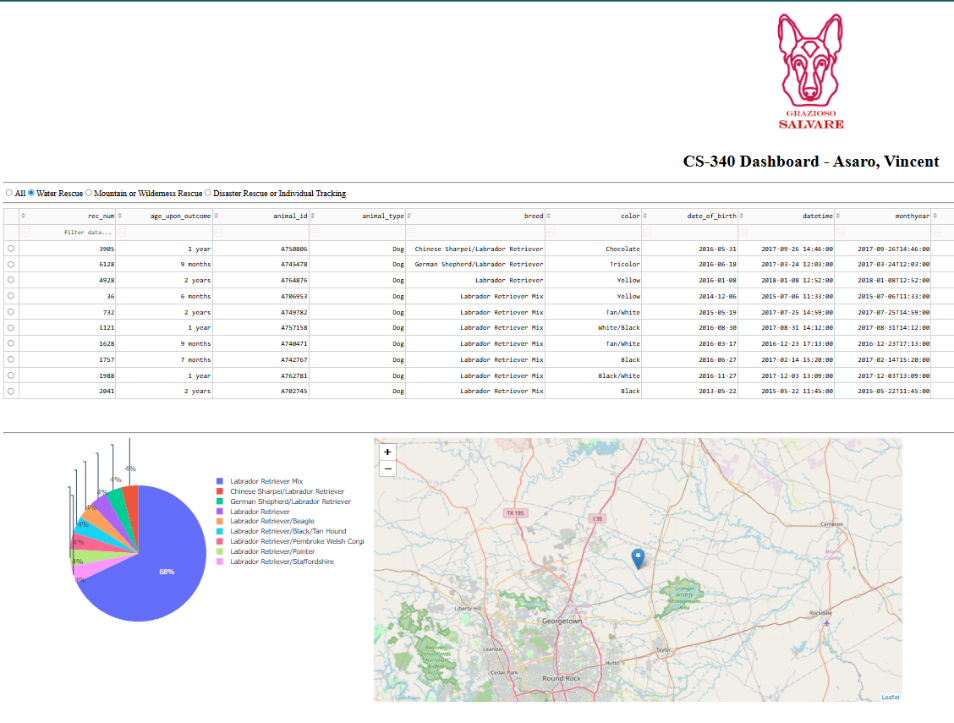 GRAZIOSO
SALVARE
CS-340 Dashboard - Asaro, Vincent
All Water Rescue Mountain or Wilderness Rescue Disaster Rescue or Individual Tracking
rec_num age_upon_outcome animal_id animal_type breed color date_of_birth datetime monthyear
filter data...
3905 1 year A750806 Dog Chinese Sharpei/Labrador Retriever Chocolate 2016-05-31 2017-09-26 14:46:00 2017-09-26T14:46:00
6128 9 months A745478 Dog German Shepherd/Labrador Retriever Tricolor 2016-06-18 2017-03-24 12:03:00 2017-03-24T12:03:00
4928 2 years A764876 Dog Labrador Retriever Yellow 2016-01-08 2018-01-08 12:52:00 2018-01-08T12:52:00
36 6 months A706953 Dog Labrador Retriever Mix Yellow 2014-12-06 2015-07-06 11:33:00 2015-07-06T11:33:00
732 2 years A749782 Dog Labrador Retriever Mix Tan/White 2015-05-19 2017-07-25 14:59:00 2017-07-25T14:59:00
1121 1 year A757158 Dog Labrador Retriever Mix White/Black 2016-08-30 2017-08-31 14:12:00 2017-08-31T14:12:00
1628 9 months A740471 Dog Labrador Retriever Mix Tan/White 2016-03-17 2016-12-23 17:13:00 2016-12-23T17:13:00
1757 7 months A742767 Dog Labrador Retriever Mix Black 2016-06-27 2017-02-14 15:20:00 2017-02-14T15:20:00
1988 1 year A762781 Dog Labrador Retriever Mix Black/White 2016-11-27 2017-12-03 13:09:00 2017-12-03T13:09:00
2041 2 years A702745 Dog Labrador Retriever Mix Black 2013-05-22 2015-05-22 11:45:00 2015-05-22T11:45:00
4%
4%
4%
4%
4%
4%
4%
4%
68%
Labrador Retriever Mix
Chinese Sharpei/Labrador Retriever
German Shepherd/Labrador Retriever
Labrador Retriever
Labrador Retriever/Beagle
Labrador Retriever/Black/Tan Hound
Labrador Retriever/Pembroke Welsh Corgi
Labrador Retriever/Pointer
Labrador Retriever/Staffordshire
+
−
TX 195
I 35
Cameron
Liberty Hill
Georgetown
Rockdale
Leander
Taylor
Hutto
Cedar Park
Round Rock
Leaflet